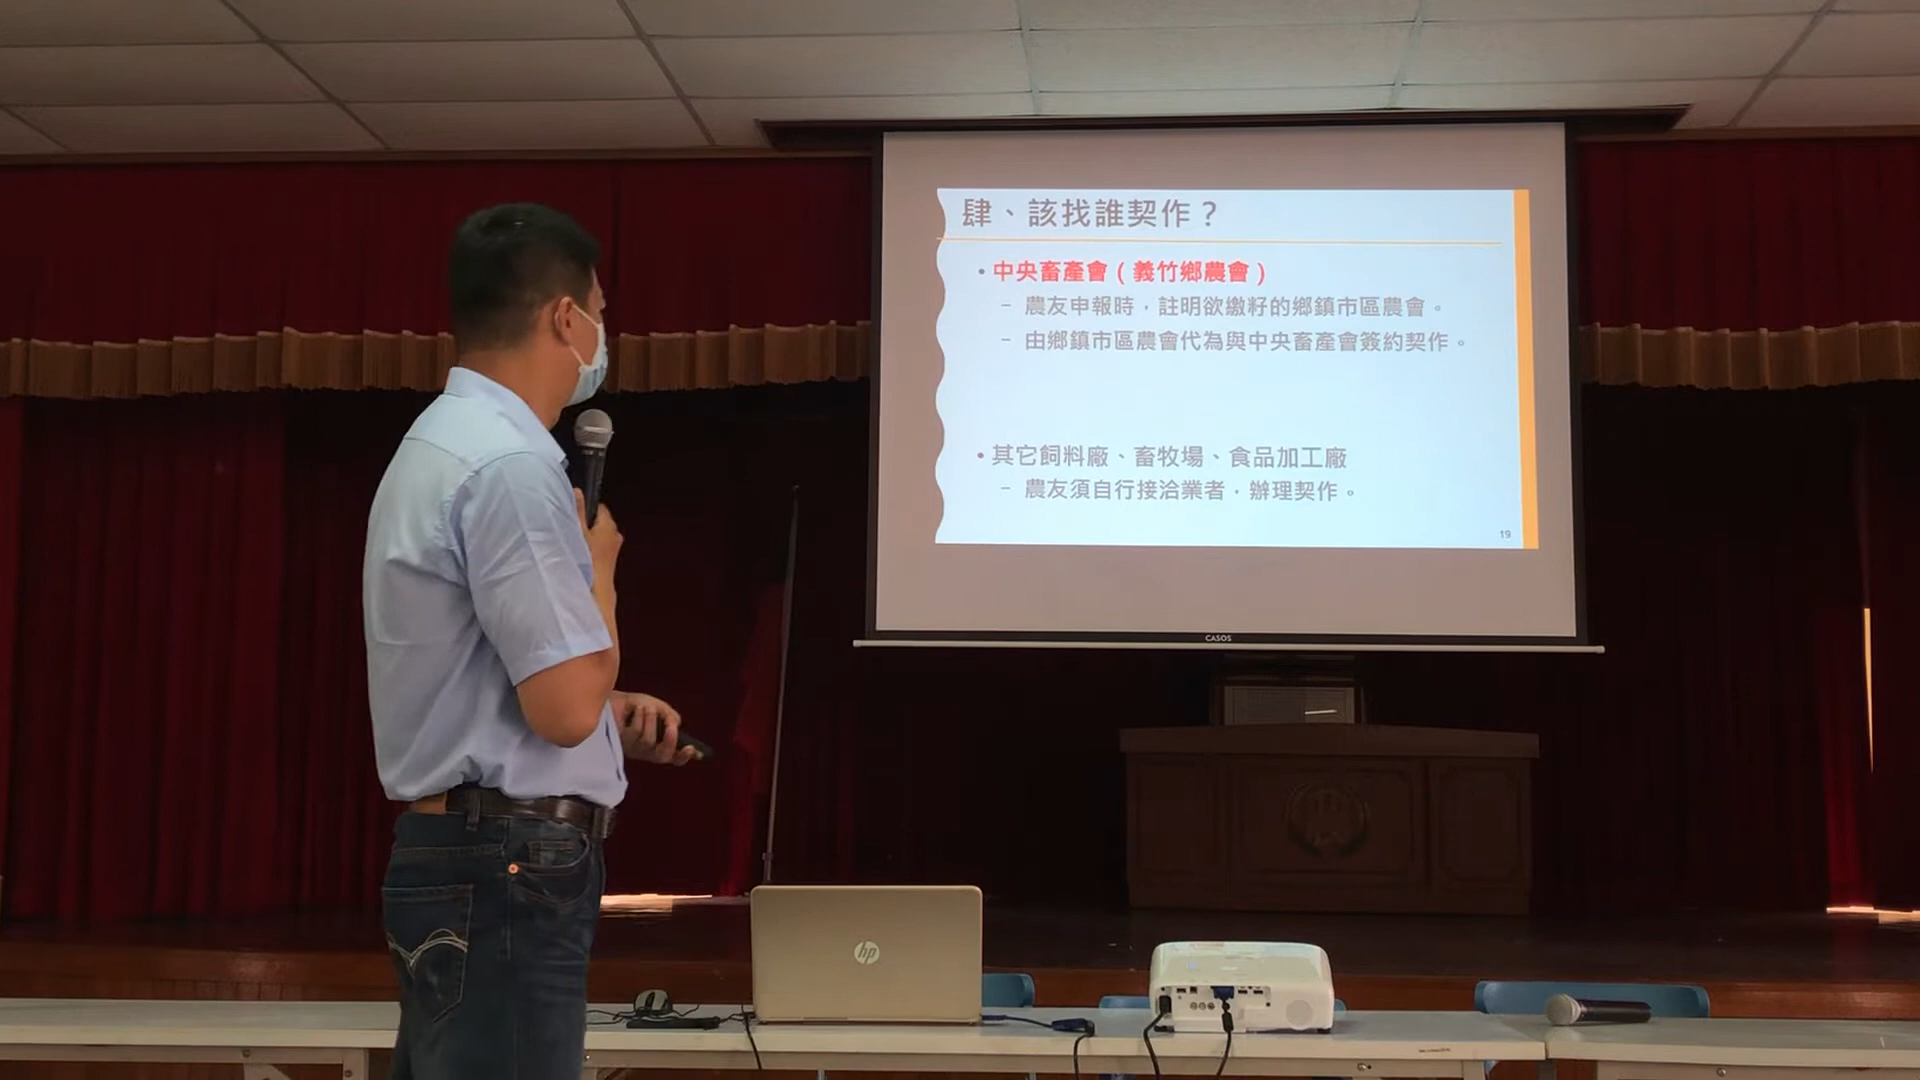 肆、該找誰契作？
•中央畜產會（義竹鄉農會）
– 農友申報時，註明欲繳籽的鄉鎮市區農會。
– 由鄉鎮市區農會代為與中央畜產會簽約契作。
•其它飼料廠、畜牧場、食品加工廠
– 農友須自行接洽業者，辦理契作。
19
CASOS
hp